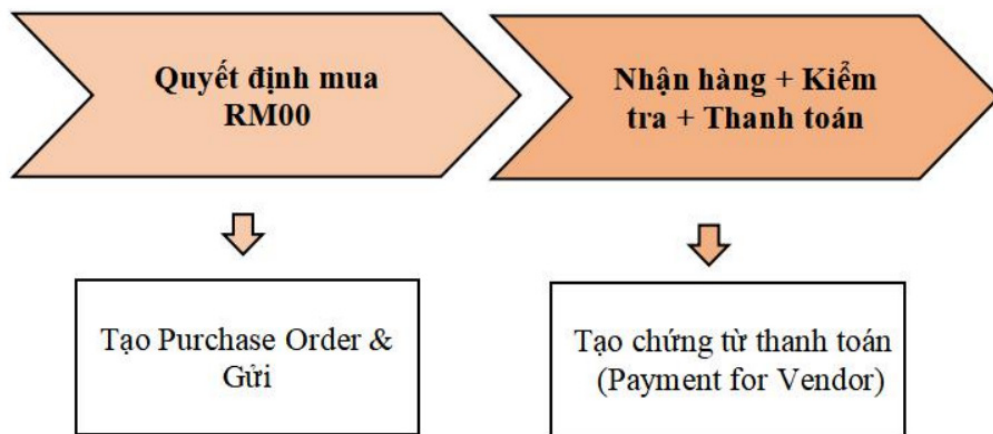 Quyết định mua
RM00
Nhận hàng + Kiểm
tra + Thanh toán
Tạo Purchase Order &
Gửi
Tạo chứng từ thanh toán
(Payment for Vendor)